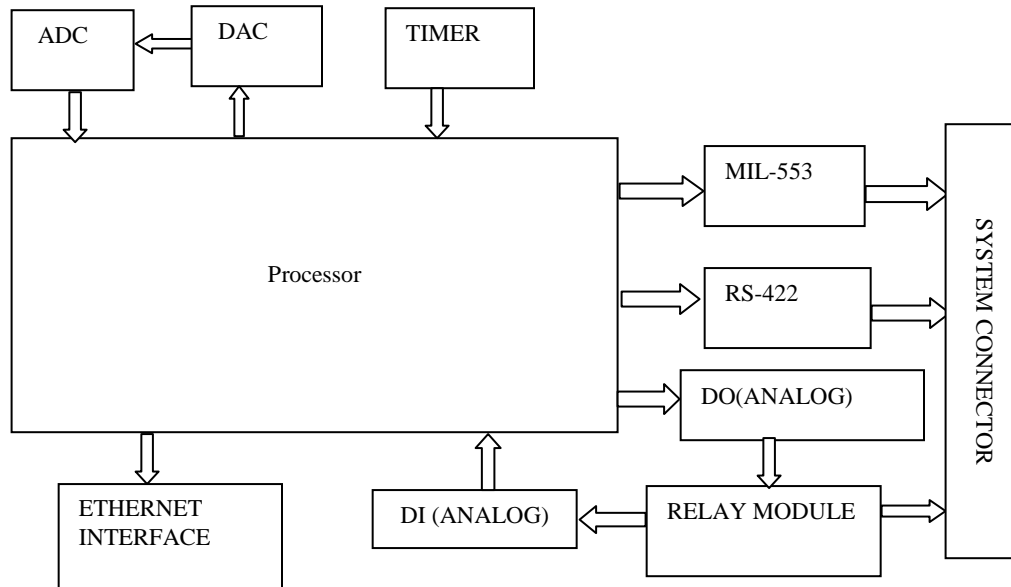 ADC
DAC
TIMER
MIL-553
Processor
RS-422
SYSTEM CONNECTOR
DO(ANALOG)
ETHERNET
INTERFACE
DI (ANALOG)
RELAY MODULE